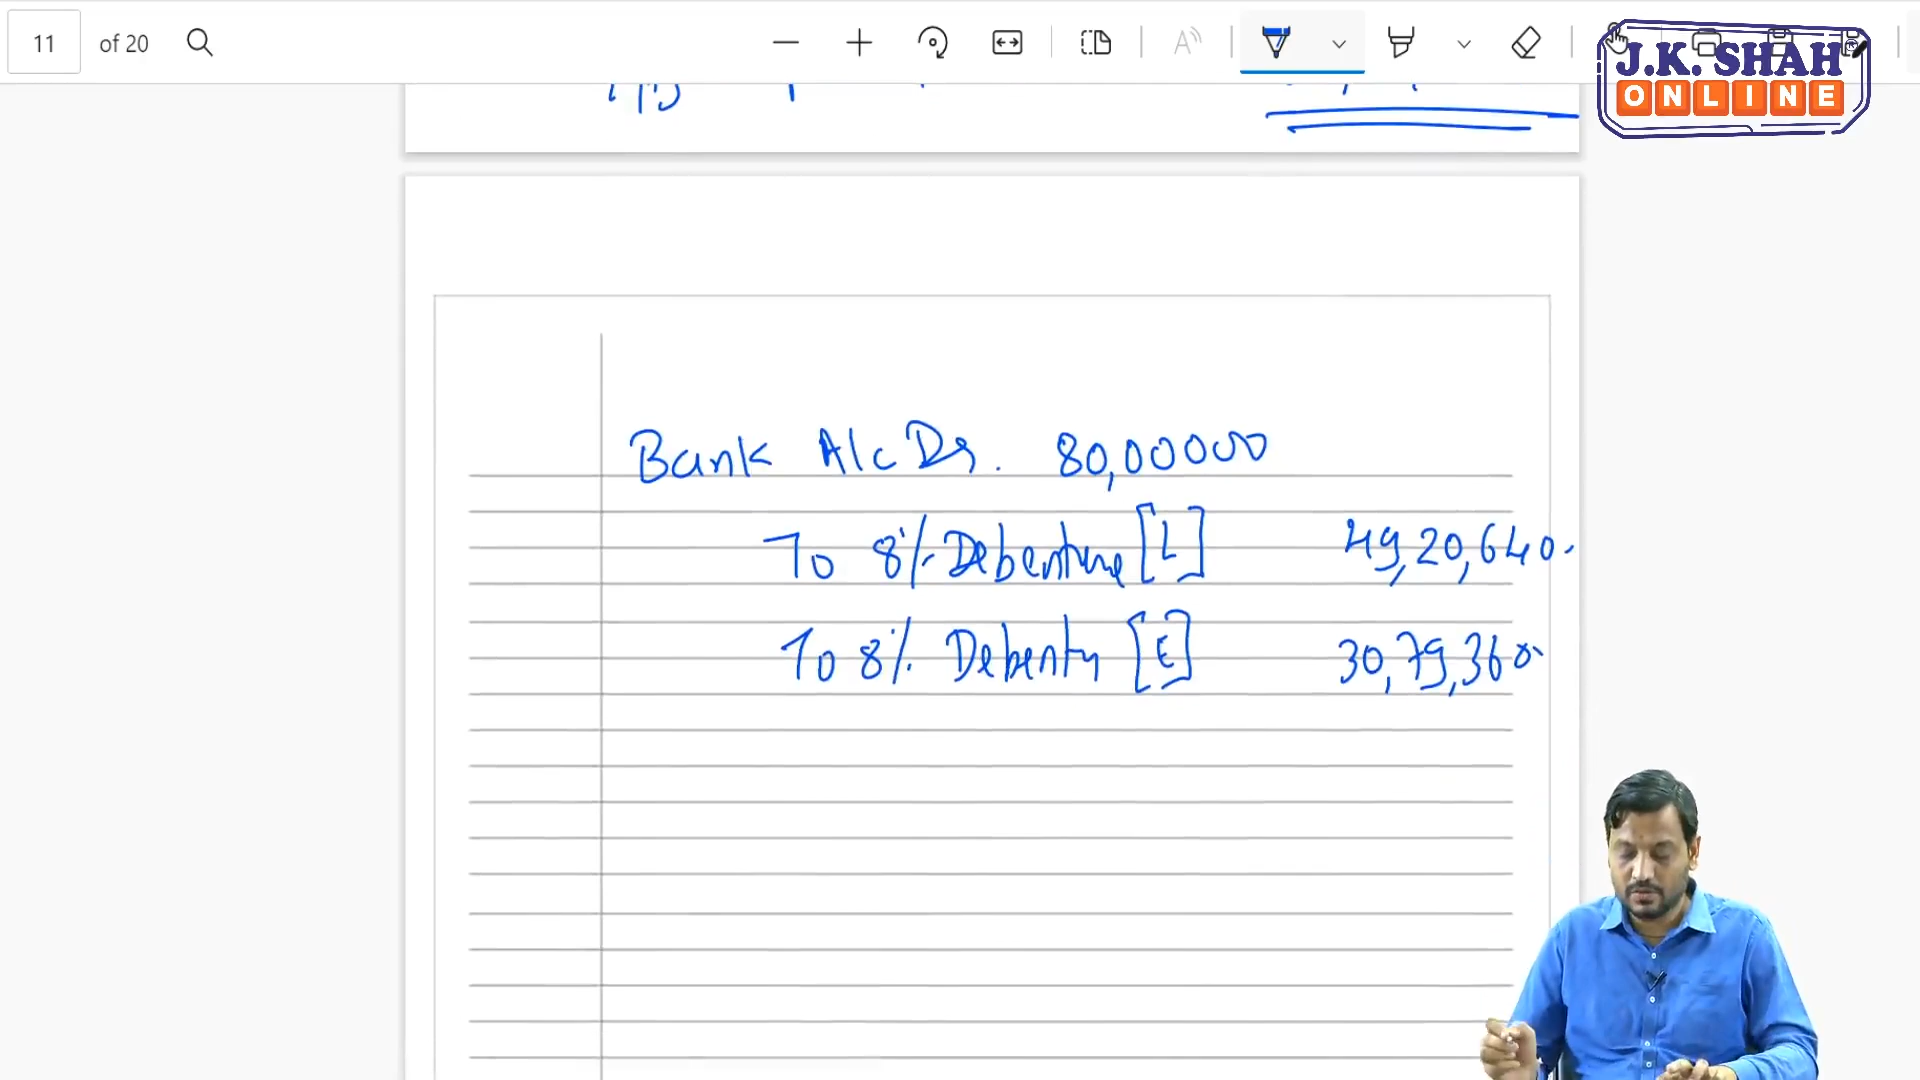 11 of 20
J.K. SHAH
ONLINE
Bank A/c Dr. 80,00000
To 8% Debenture [L] 49,20,640.
To 8% Debentu [E] 30,79,360